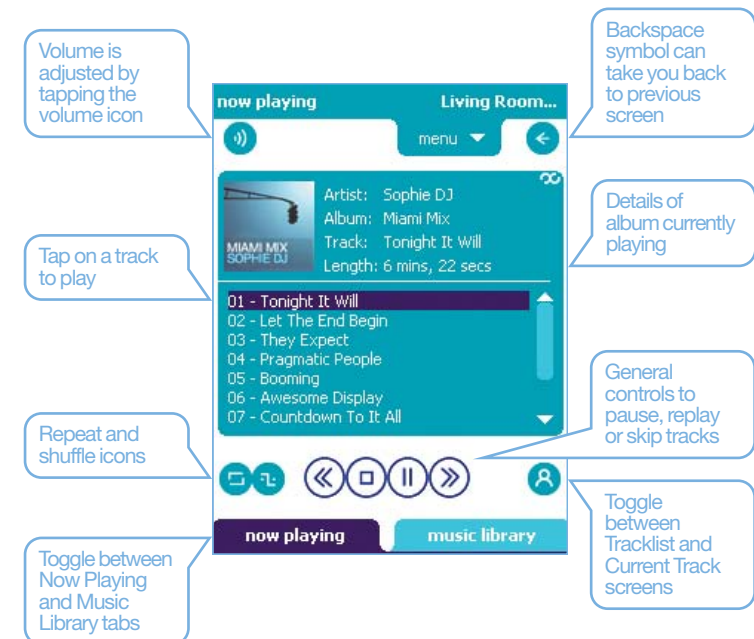 Volume is
adjusted by
tapping the
volume icon
Backspace
symbol can
take you back
to previous
screen
now playing
Living Room...
menu
MIAMI MIX
SOPHIE DJ
Artist: Sophie DJ
Album: Miami Mix
Track: Tonight It Will
Length: 6 mins, 22 secs
Details of
album currently
playing
Tap on a track
to play
01 - Tonight It Will
02 - Let The End Begin
03 - They Expect
04 - Pragmatic People
05 - Booming
06 - Awesome Display
07 - Countdown To It All
General
controls to
pause, replay
or skip tracks
Repeat and
shuffle icons
now playing
music library
Toggle between
Now Playing
and Music
Library tabs
Toggle
between
Tracklist and
Current Track
screens